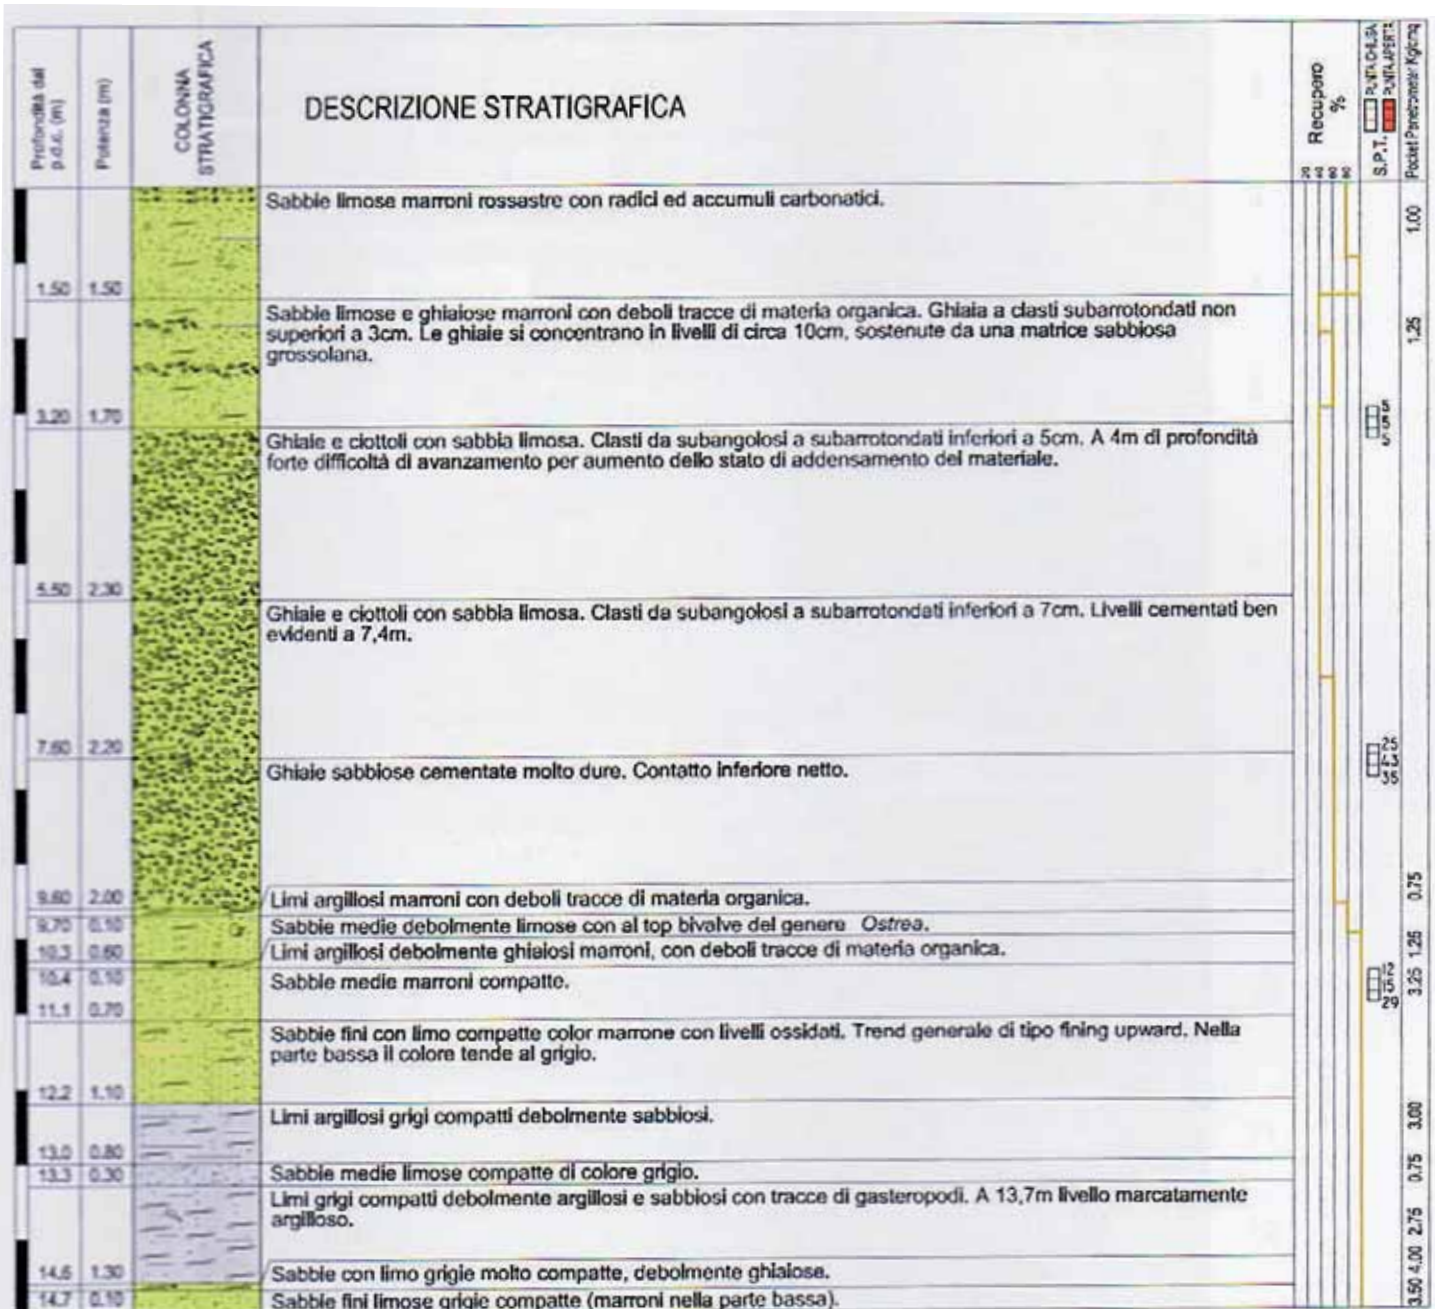 Profondità dal p.d.c. (m)
Potenza (m)
COLONNA STRATIGRAFICA
DESCRIZIONE STRATIGRAFICA
Recupero %
20 40 60 80
S.P.T.
PUNTA CHIUSA
PUNTA APERTA
Pocket Penetrometer Kg/cmq
Sabbie limose marroni rossastre con radici ed accumuli carbonatici.
1.00
1.50 1.50
Sabbie limose e ghiaiose marroni con deboli tracce di materia organica. Ghiaia a clasti subarrotondati non
superiori a 3cm. Le ghiaie si concentrano in livelli di circa 10cm, sostenute da una matrice sabbiosa
grossolana.
1.25
3.20 1.70
Ghiaie e ciottoli con sabbia limosa. Clasti da subangolosi a subarrotondati inferiori a 5cm. A 4m di profondità
forte difficoltà di avanzamento per aumento dello stato di addensamento del materiale.
5.50 2.30
Ghiaie e ciottoli con sabbia limosa. Clasti da subangolosi a subarrotondati inferiori a 7cm. Livelli cementati ben
evidenti a 7,4m.
7.60 2.20
25
35
Ghiaie sabbiose cementate molto dure. Contatto inferiore netto.
9.60 2.00
Limi argillosi marroni con deboli tracce di materia organica.
0.75
9.70 0.10
Sabbie medie debolmente limose con al top bivalve del genere Ostrea.
10.3 0.60
Limi argillosi debolmente ghiaiosi marroni, con deboli tracce di materia organica.
1.25
10.4 0.10
Sabbie medie marroni compatte.
29
3.25
11.1 0.70
Sabbie fini con limo compatte color marrone con livelli ossidati. Trend generale di tipo fining upward. Nella
parte bassa il colore tende al grigio.
12.2 1.10
Limi argillosi grigi compatti debolmente sabbiosi.
3.00
13.0 0.80
13.3 0.30
Sabbie medie limose compatte di colore grigio.
0.75
Limi grigi compatti debolmente argillosi e sabbiosi con tracce di gasteropodi. A 13,7m livello marcatamente
argilloso.
2.75
14.6 1.30
Sabbie con limo grigie molto compatte, debolmente ghiaiose.
4.00
14.7 0.10
Sabbie fini limose grigie compatte (marroni nella parte bassa).
3.50